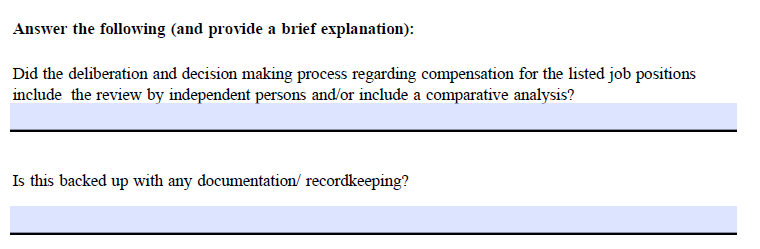 Answer the following (and provide a brief explanation):
Did the deliberation and decision making process regarding compensation for the listed job positions
include  the review by independent persons and/or include a comparative analysis?
Is this backed up with any documentation/ recordkeeping?